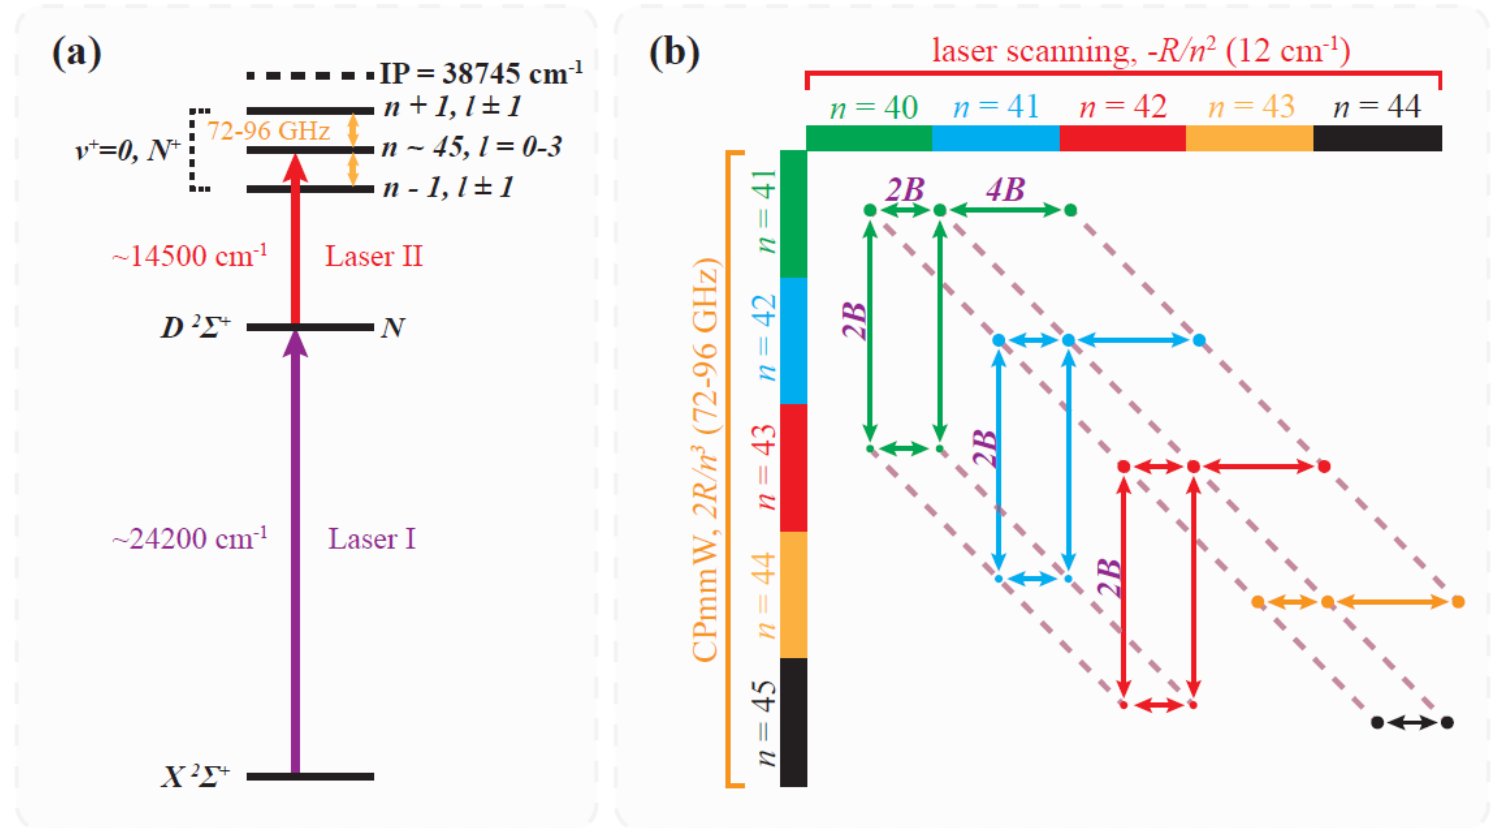 (a)
IP = 38745 cm⁻¹
n + 1, l ± 1
72-96 GHz
v⁺=0, N⁺
n ~ 45, l = 0-3
n - 1, l ± 1
~14500 cm⁻¹
Laser II
D ²Σ⁺
N
~24200 cm⁻¹
Laser I
X ²Σ⁺
(b)
laser scanning, -R/n² (12 cm⁻¹)
n = 40
n = 41
n = 42
n = 43
n = 44
CPmmW, 2R/n³ (72-96 GHz)
n = 41
n = 42
n = 43
n = 44
n = 45
2B
4B
2B
2B
2B